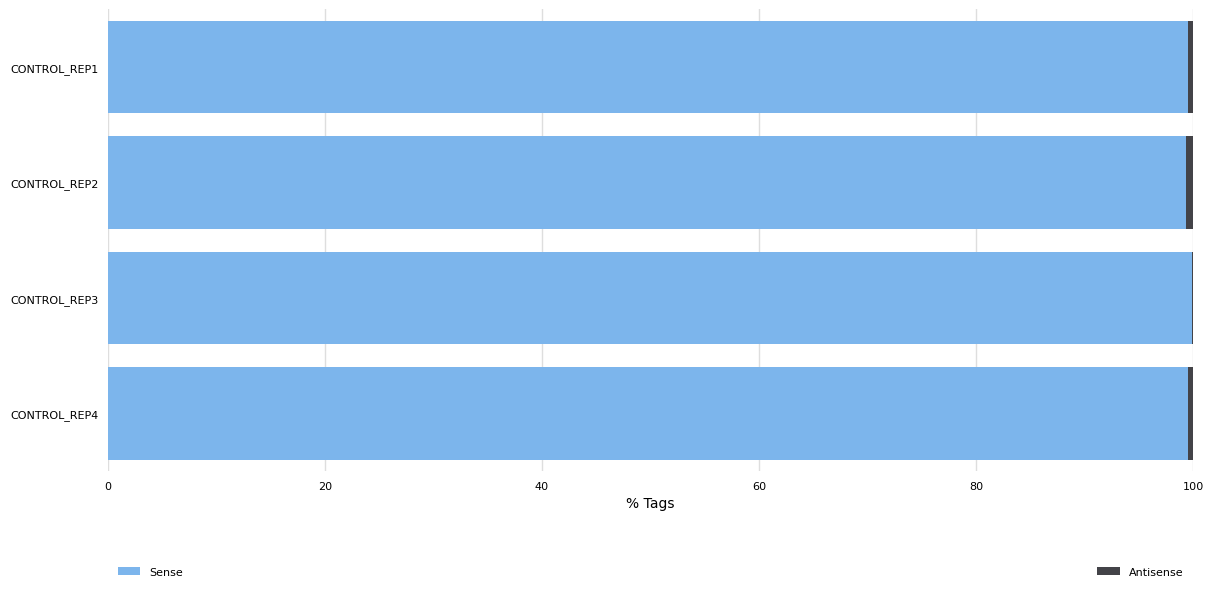 CONTROL_REP1
CONTROL_REP2
CONTROL_REP3
CONTROL_REP4
0 20 40 60 80 100
% Tags
Sense Antisense